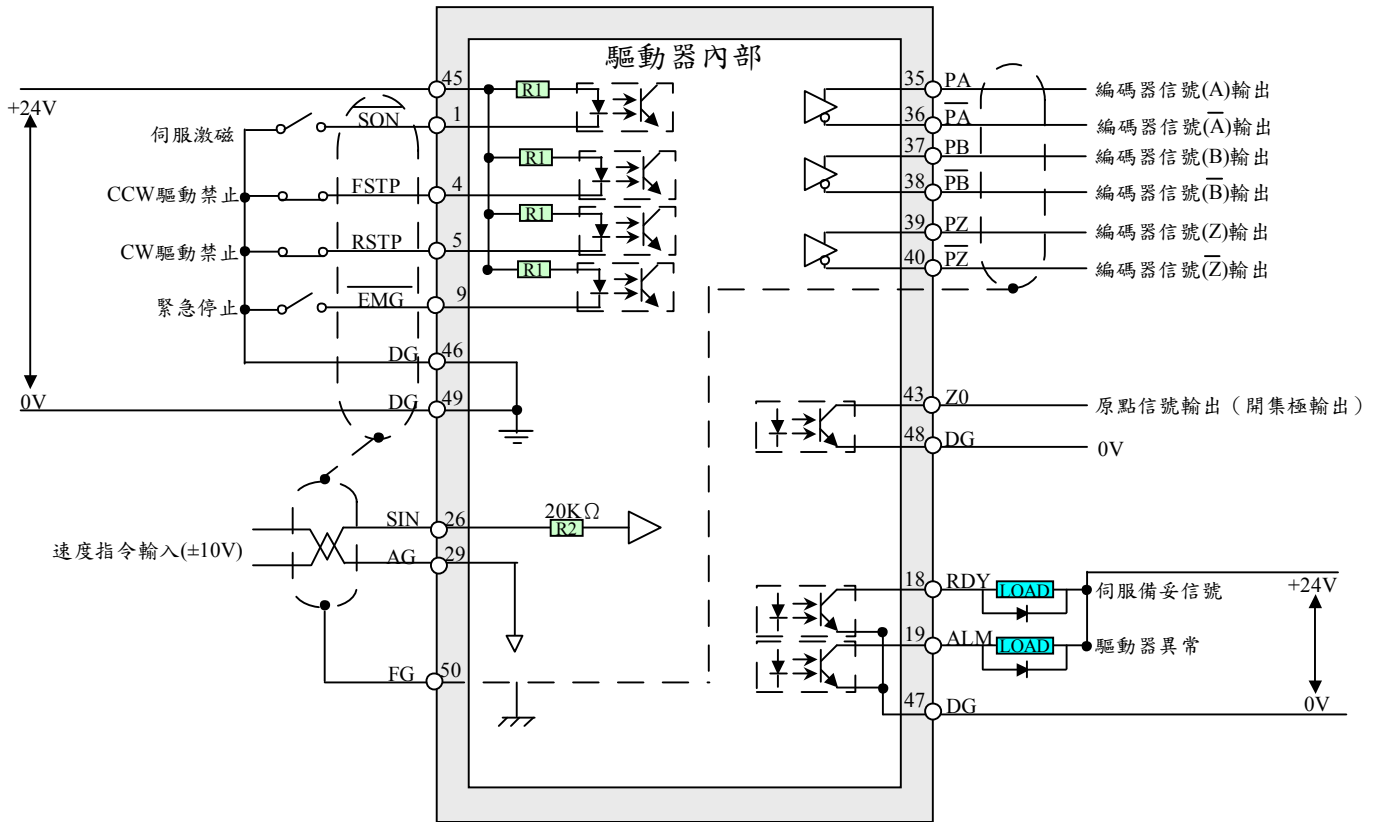 驅動器內部
+24V
45
R1
1
SON
伺服激磁
R1
CCW驅動禁止
FSTP
4
R1
CW驅動禁止
RSTP
5
R1
緊急停止
EMG
9
DG
46
0V
DG
49
速度指令輸入(±10V)
SIN
26
20KΩ
R2
AG
29
FG
50
35
PA
編碼器信號(A)輸出
36
P̅A̅
編碼器信號(A̅)輸出
37
PB
編碼器信號(B)輸出
38
P̅B̅
編碼器信號(B̅)輸出
39
PZ
編碼器信號(Z)輸出
40
P̅Z̅
編碼器信號(Z̅)輸出
43
Z0
原點信號輸出（開集極輸出）
48
DG
0V
18
RDY
LOAD
伺服備妥信號
+24V
19
ALM
LOAD
驅動器異常
47
DG
0V